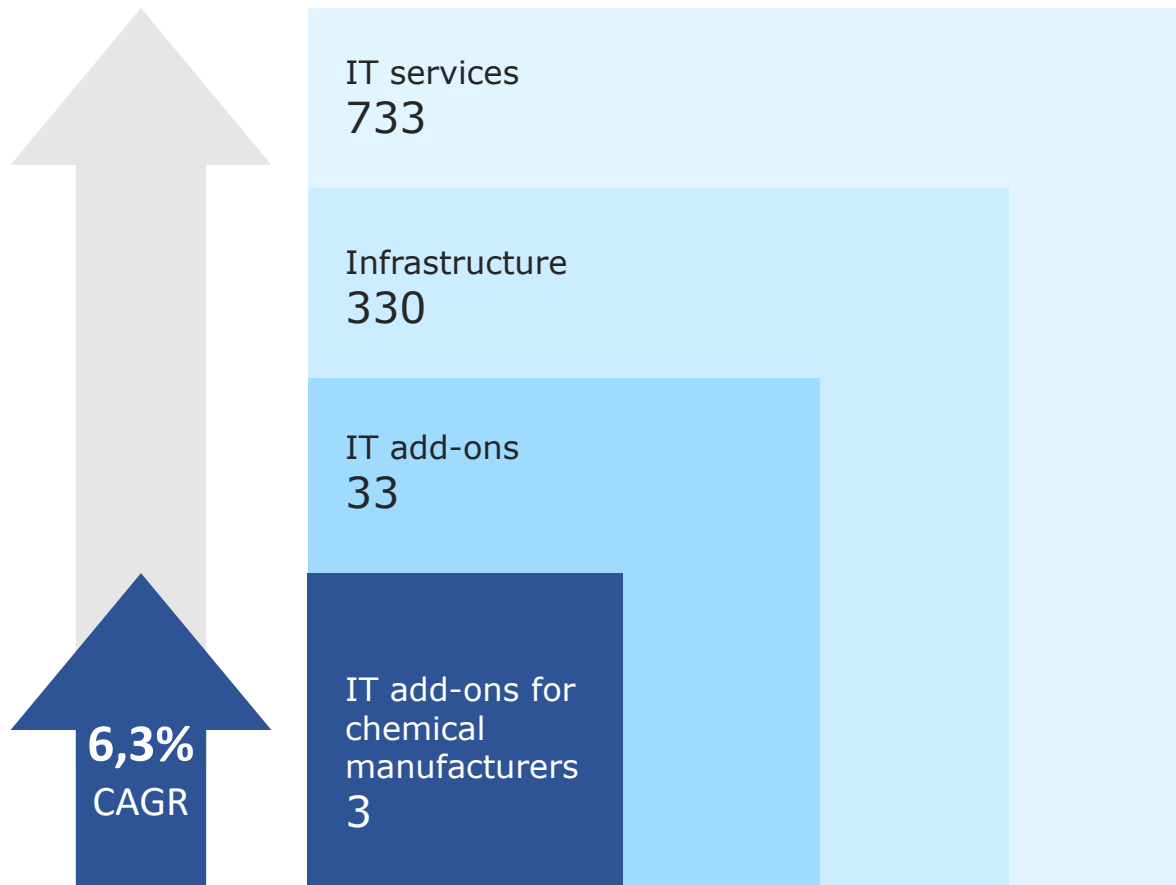 IT services
733
Infrastructure
330
IT add-ons
33
IT add-ons for
chemical
manufacturers
3
6,3%
CAGR